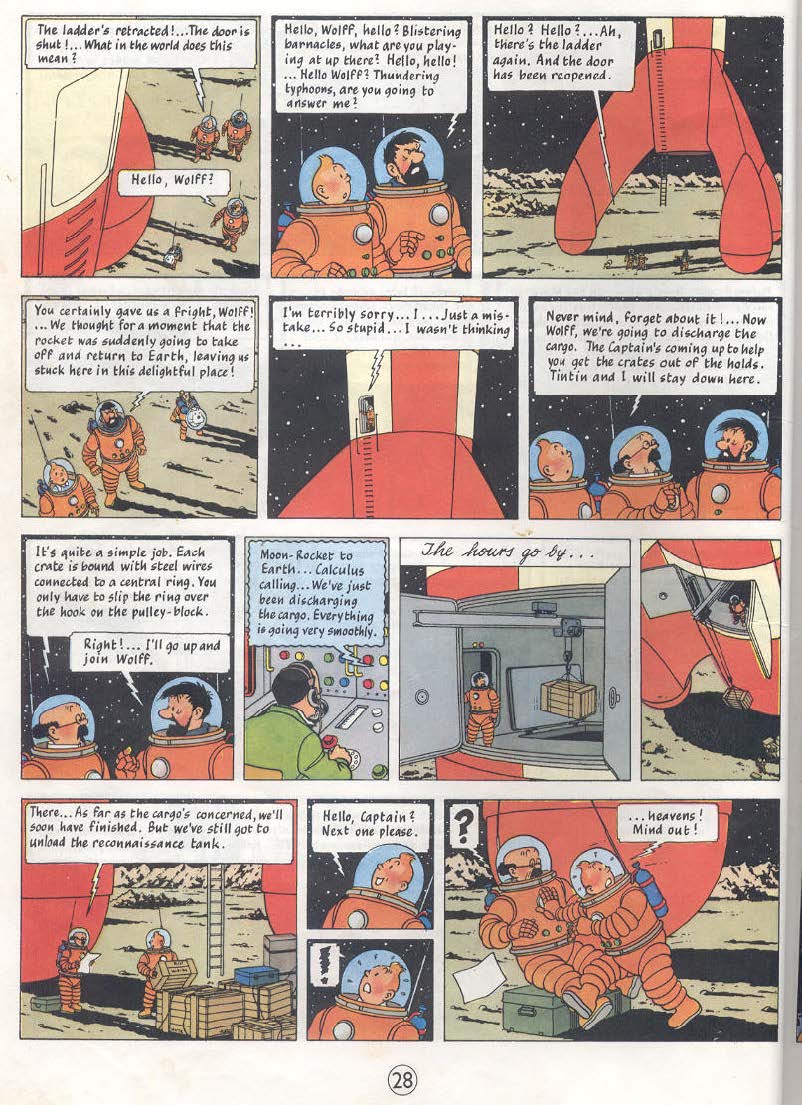 The ladder's retracted!...The door is
shut!...What in the world does this
mean?
Hello, Wolff?
Hello, Wolff, hello? Blistering
barnacles, what are you play-
ing at up there? Hello, hello!
... Hello Wolff? Thundering
typhoons, are you going to
answer me?
Hello? Hello?...Ah,
there's the ladder
again. And the door
has been reopened.
You certainly gave us a fright, Wolff!
...We thought for a moment that the
rocket was suddenly going to take
off and return to Earth, leaving us
stuck here in this delightful place!
I'm terribly sorry...I...Just a mis-
take...So stupid...I wasn't thinking
...
Never mind, forget about it!...Now
Wolff, we're going to discharge the
cargo. The Captain's coming up to help
you get the crates out of the holds.
Tintin and I will stay down here.
It's quite a simple job. Each
crate is bound with steel wires
connected to a central ring. You
only have to slip the ring over
the hook on the pulley-block.
Right!... I'll go up and
join Wolff.
Moon-Rocket to
Earth... Calculus
calling...We've just
been discharging
the cargo. Everything
is going very smoothly.
The hours go by...
There...As far as the cargo's concerned, we'll
soon have finished. But we've still got to
unload the reconnaissance tank.
Hello, Captain?
Next one please.
!
?
...heavens!
Mind out!
28